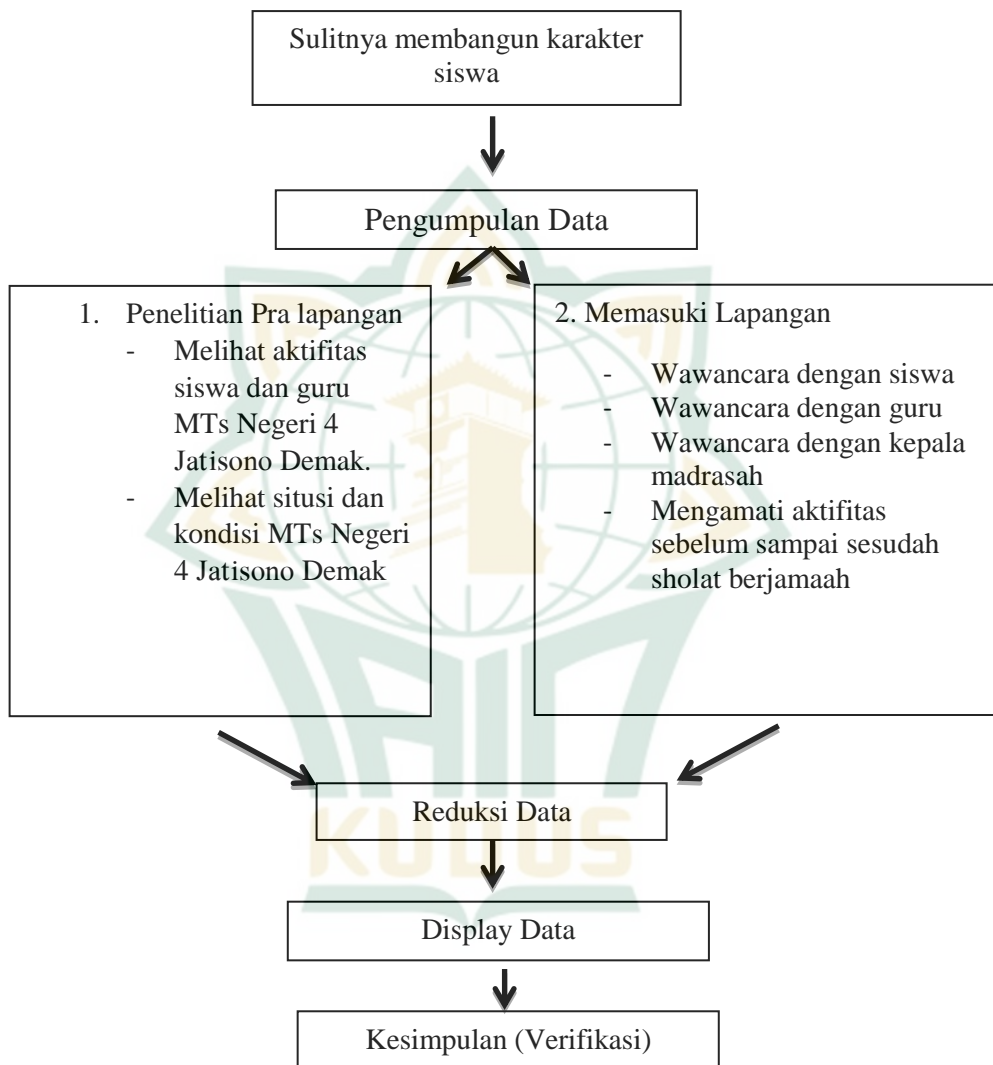 Sulitnya membangun karakter
siswa
Pengumpulan Data
1. Penelitian Pra lapangan
- Melihat aktifitas
siswa dan guru
MTs Negeri 4
Jatisono Demak.
- Melihat situsi dan
kondisi MTs Negeri
4 Jatisono Demak
2. Memasuki Lapangan
- Wawancara dengan siswa
- Wawancara dengan guru
- Wawancara dengan kepala
madrasah
- Mengamati aktifitas
sebelum sampai sesudah
sholat berjamaah
Reduksi Data
Display Data
Kesimpulan (Verifikasi)
IAIN
KUDUS